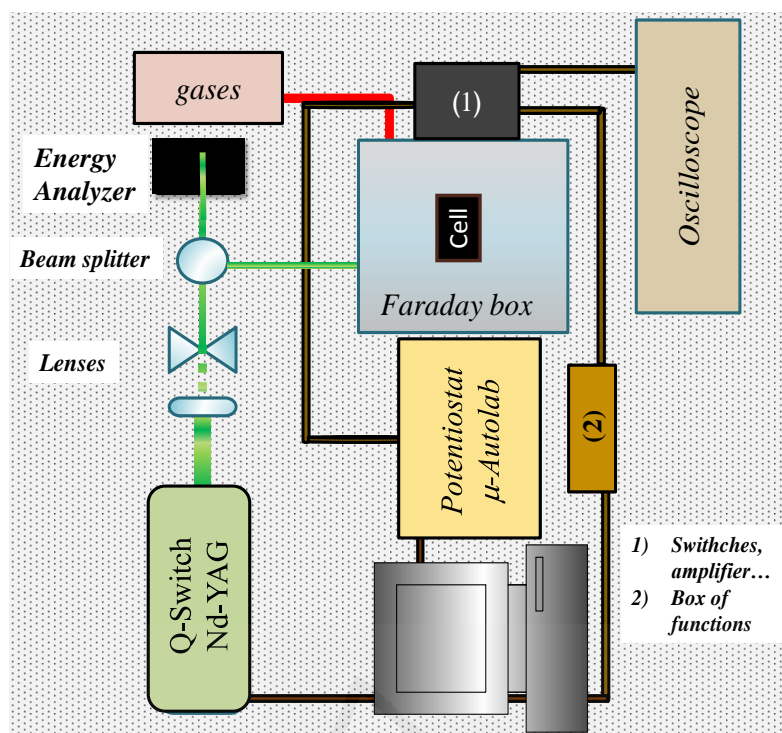 gases
(1)
Oscilloscope
Energy
Analyzer
Beam splitter
Cell
Faraday box
Lenses
Potentiostat
μ-Autolab
(2)
Q-Switch
Nd-YAG
1) Swithches,
amplifier…
2) Box of
functions